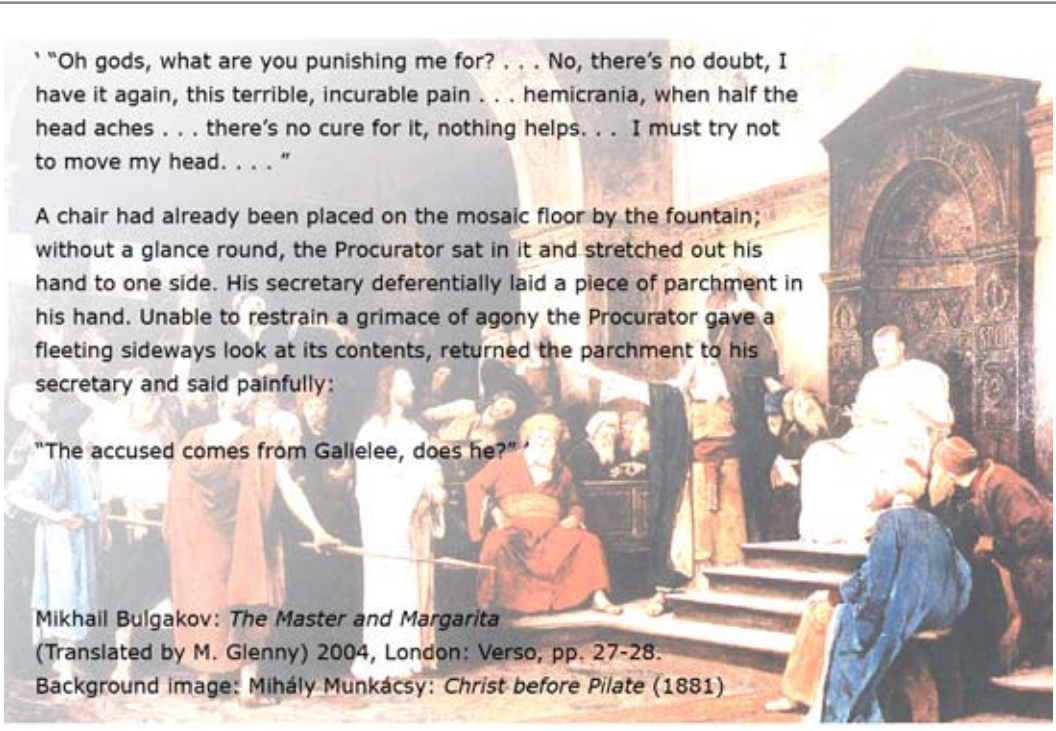 ‘ “Oh gods, what are you punishing me for? . . . No, there’s no doubt, I
have it again, this terrible, incurable pain . . . hemicrania, when half the
head aches . . . there’s no cure for it, nothing helps. . .  I must try not
to move my head. . . . ”
A chair had already been placed on the mosaic floor by the fountain;
without a glance round, the Procurator sat in it and stretched out his
hand to one side. His secretary deferentially laid a piece of parchment in
his hand. Unable to restrain a grimace of agony the Procurator gave a
fleeting sideways look at its contents, returned the parchment to his
secretary and said painfully:
“The accused comes from Gallelee, does he?” ’
Mikhail Bulgakov: The Master and Margarita
(Translated by M. Glenny) 2004, London: Verso, pp. 27-28.
Background image: Mihály Munkácsy: Christ before Pilate (1881)